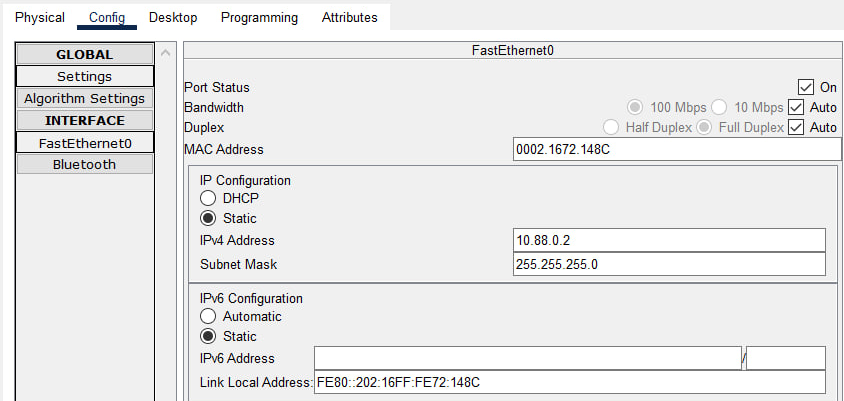 Physical Config Desktop Programming Attributes
GLOBAL
Settings
Algorithm Settings
INTERFACE
FastEthernet0
Bluetooth
FastEthernet0
Port Status On
Bandwidth 100 Mbps 10 Mbps Auto
Duplex Half Duplex Full Duplex Auto
MAC Address 0002.1672.148C
IP Configuration
DHCP
Static
IPv4 Address 10.88.0.2
Subnet Mask 255.255.255.0
IPv6 Configuration
Automatic
Static
IPv6 Address /
Link Local Address: FE80::202:16FF:FE72:148C